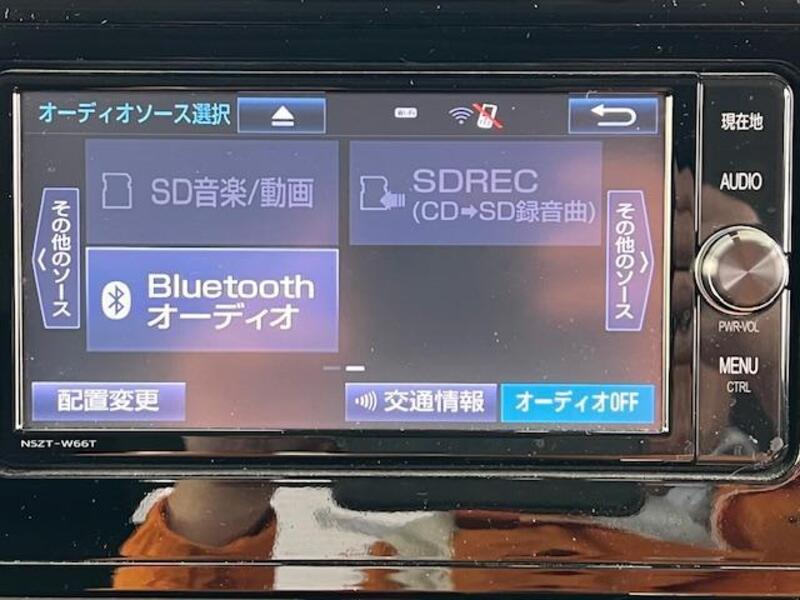 オーディオソース選択
Wi-Fi
現在地
SD音楽/動画
SDREC
(CD➡SD録音曲)
AUDIO
その他のソース
その他のソース
Bluetooth
オーディオ
PWR-VOL
MENU
CTRL
配置変更
交通情報
オーディオOFF
NSZT-W66T